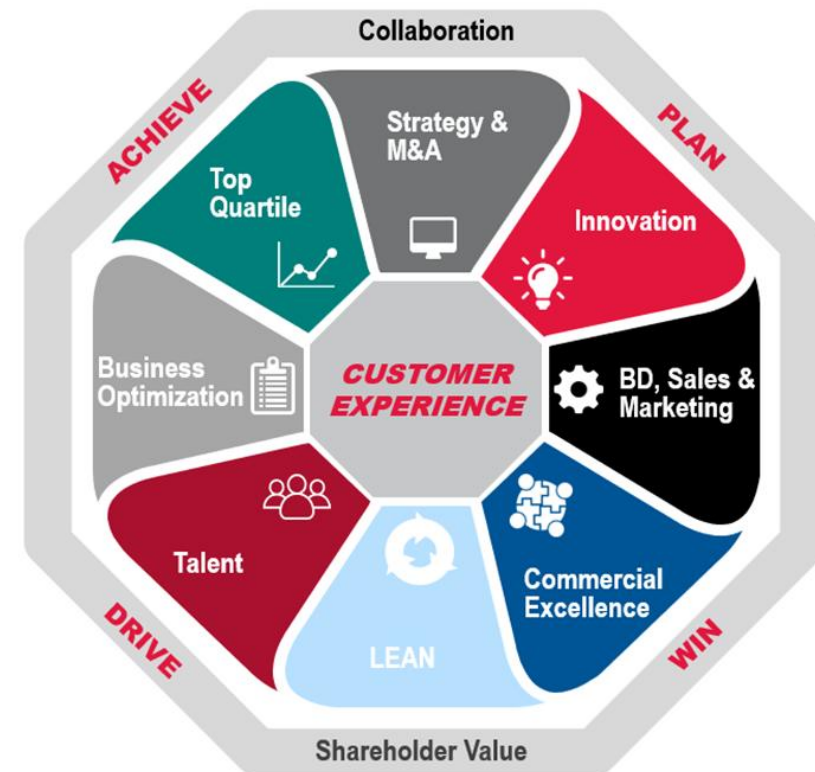 Collaboration
ACHIEVE
PLAN
Strategy &
M&A
Top
Quartile
Innovation
Business
Optimization
CUSTOMER
EXPERIENCE
BD, Sales &
Marketing
Talent
Commercial
Excellence
LEAN
DRIVE
WIN
Shareholder Value